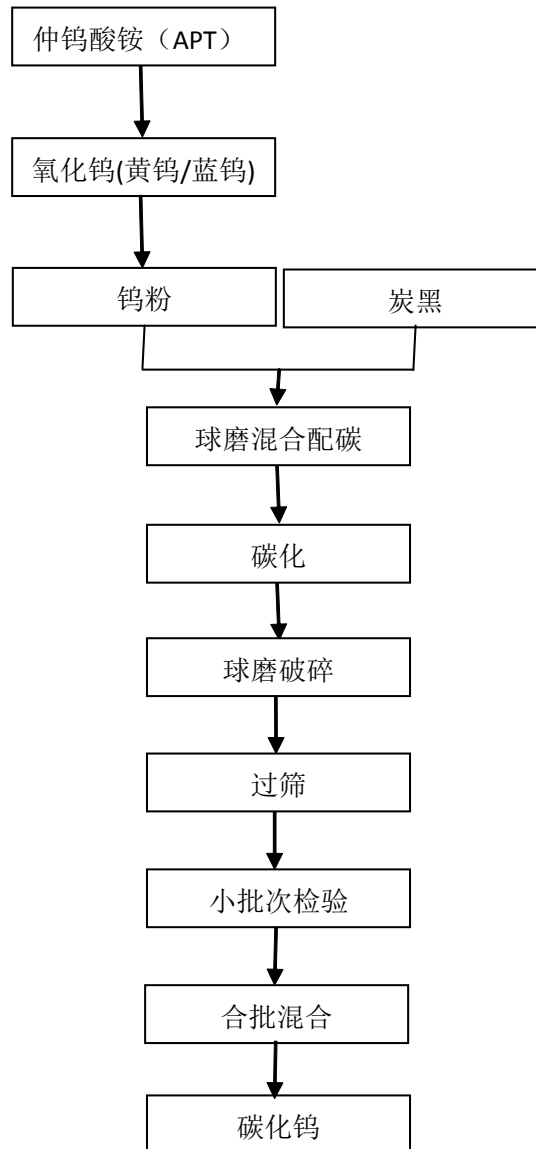 仲钨酸铵（APT）
氧化钨(黄钨/蓝钨)
钨粉
炭黑
球磨混合配碳
碳化
球磨破碎
过筛
小批次检验
合批混合
碳化钨